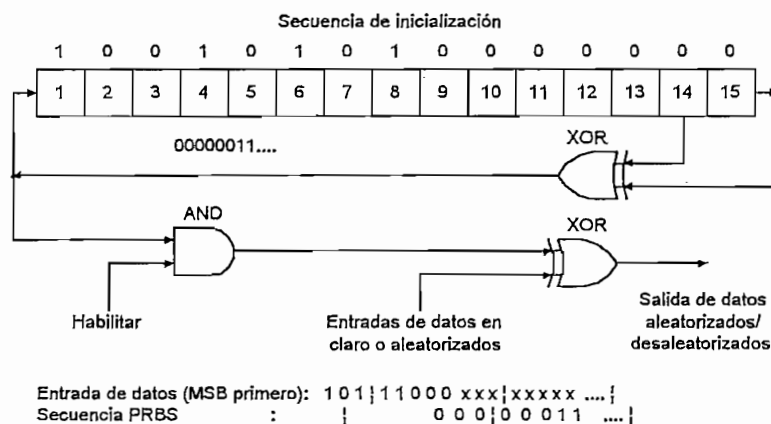 Secuencia de inicialización
1 0 0 1 0 1 0 1 0 0 0 0 0 0 0
1 2 3 4 5 6 7 8 9 10 11 12 13 14 15
00000011....
XOR
AND
XOR
Habilitar
Entradas de datos en
claro o aleatorizados
Salida de datos
aleatorizados/
desaleatorizados
Entrada de datos (MSB primero): 1 0 1 | 1 1 0 0 0 x x x | x x x x x .... |
Secuencia PRBS : | 0 0 0 | 0 0 0 1 1 .... |